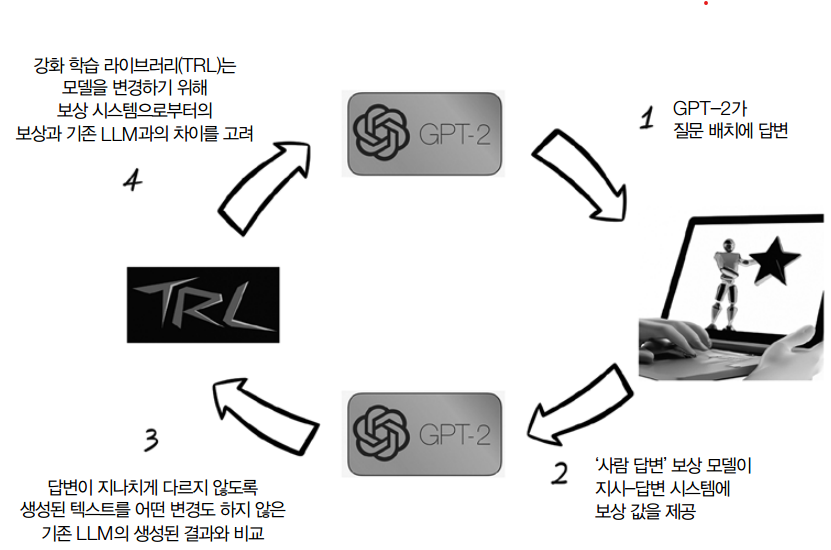 강화 학습 라이브러리(TRL)는
모델을 변경하기 위해
보상 시스템으로부터의
보상과 기존 LLM과의 차이를 고려
4
GPT-2
1
GPT-2가
질문 배치에 답변
TRL
GPT-2
3
답변이 지나치게 다르지 않도록
생성된 텍스트를 어떤 변경도 하지 않은
기존 LLM의 생성된 결과와 비교
2
‘사람 답변’ 보상 모델이
지사-답변 시스템에
보상 값을 제공